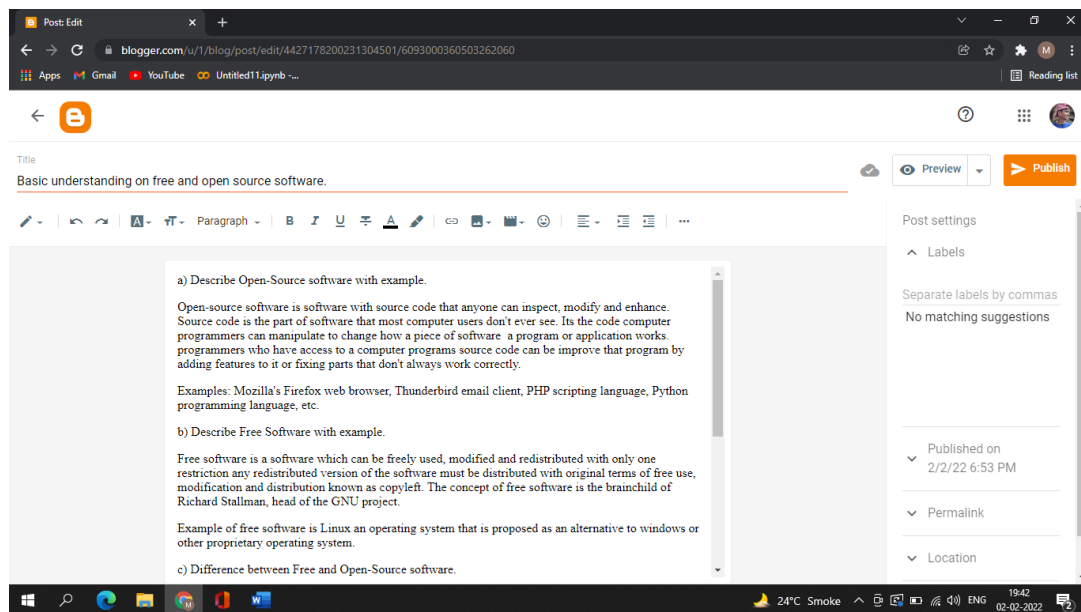 Post: Edit
blogger.com/u/1/blog/post/edit/4427178200231304501/6093000360503262060
M
Apps
Gmail
YouTube
Untitled11.ipynb -...
Reading list
Title
Basic understanding on free and open source software.
Preview
Publish
Paragraph
B I U A
Post settings
Labels
Separate labels by commas
No matching suggestions
a) Describe Open-Source software with example.
Open-source software is software with source code that anyone can inspect, modify and enhance.
Source code is the part of software that most computer users don't ever see. Its the code computer
programmers can manipulate to change how a piece of software  a program or application works.
programmers who have access to a computer programs source code can be improve that program by
adding features to it or fixing parts that don't always work correctly.
Examples: Mozilla's Firefox web browser, Thunderbird email client, PHP scripting language, Python
programming language, etc.
b) Describe Free Software with example.
Free software is a software which can be freely used, modified and redistributed with only one
restriction any redistributed version of the software must be distributed with original terms of free use,
modification and distribution known as copyleft. The concept of free software is the brainchild of
Richard Stallman, head of the GNU project.
Example of free software is Linux an operating system that is proposed as an alternative to windows or
other proprietary operating system.
c) Difference between Free and Open-Source software.
Published on
2/2/22 6:53 PM
Permalink
Location
24°C Smoke
ENG
19:42
02-02-2022